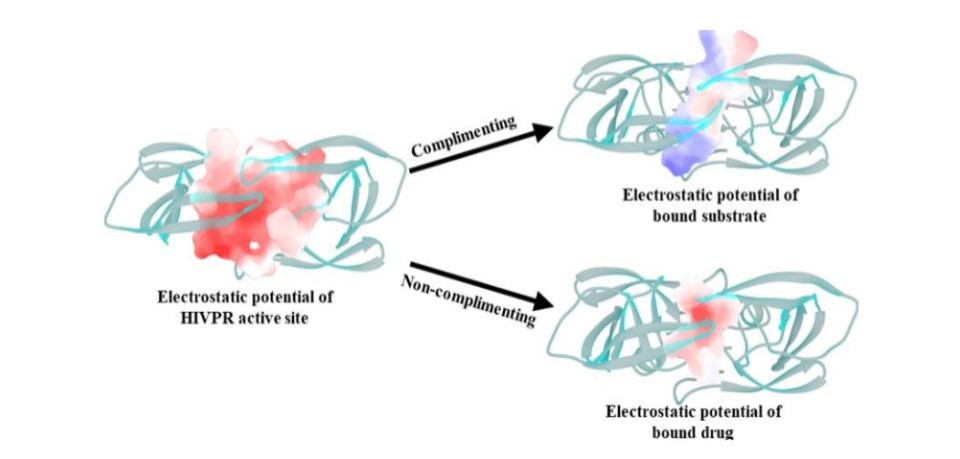 Complimenting
Electrostatic potential of
bound substrate
Electrostatic potential of
HIVPR active site
Non-complimenting
Electrostatic potential of
bound drug